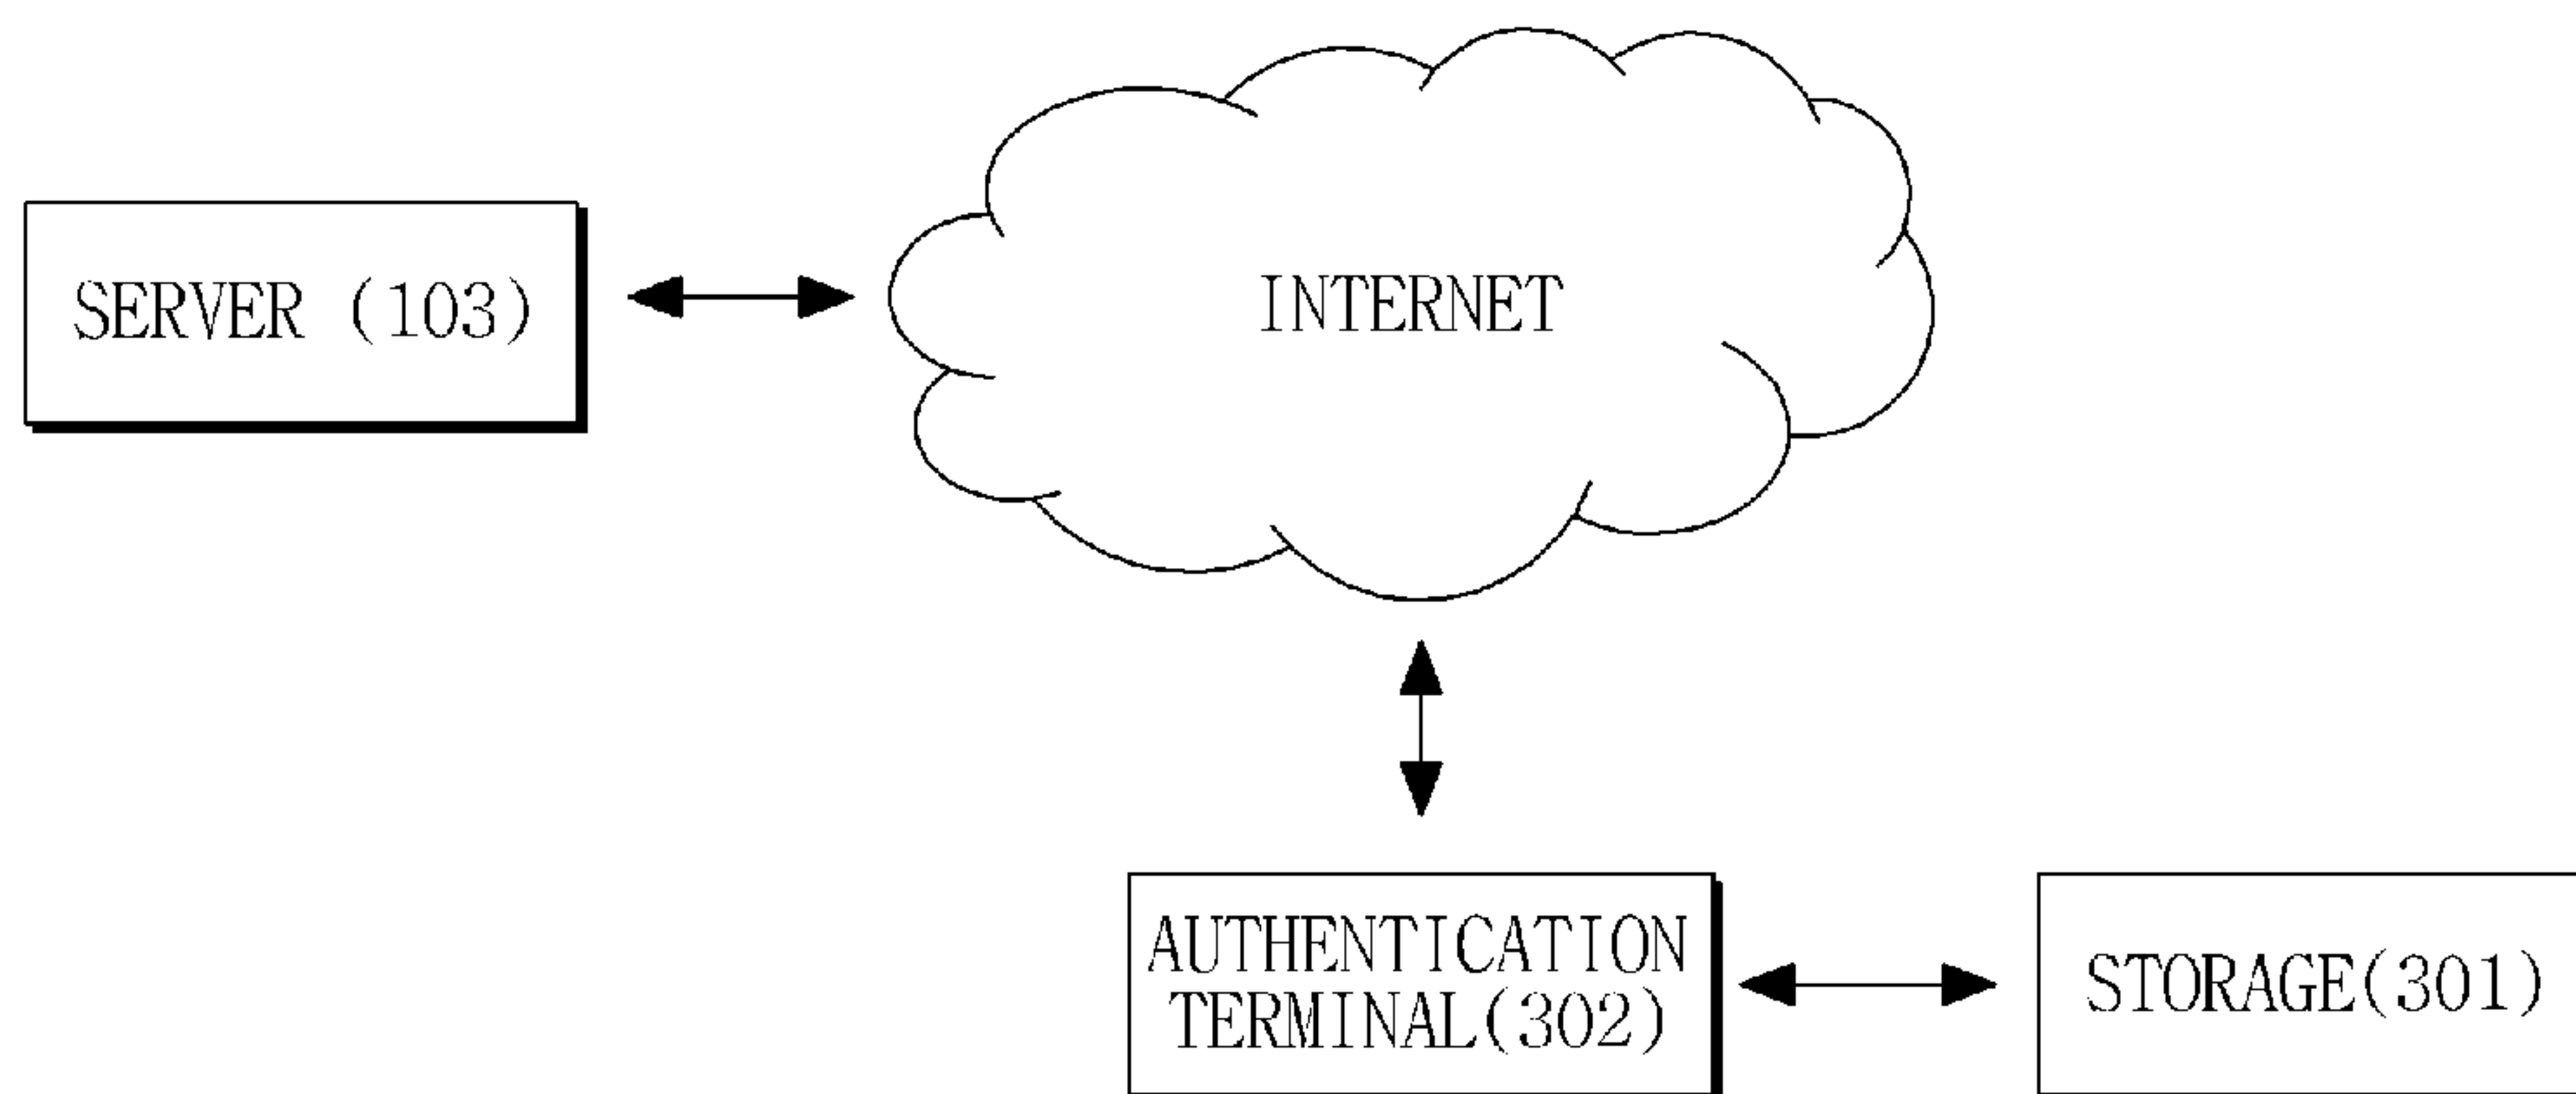 SERVER (103)
INTERNET
AUTHENTICATION
TERMINAL(302)
STORAGE(301)